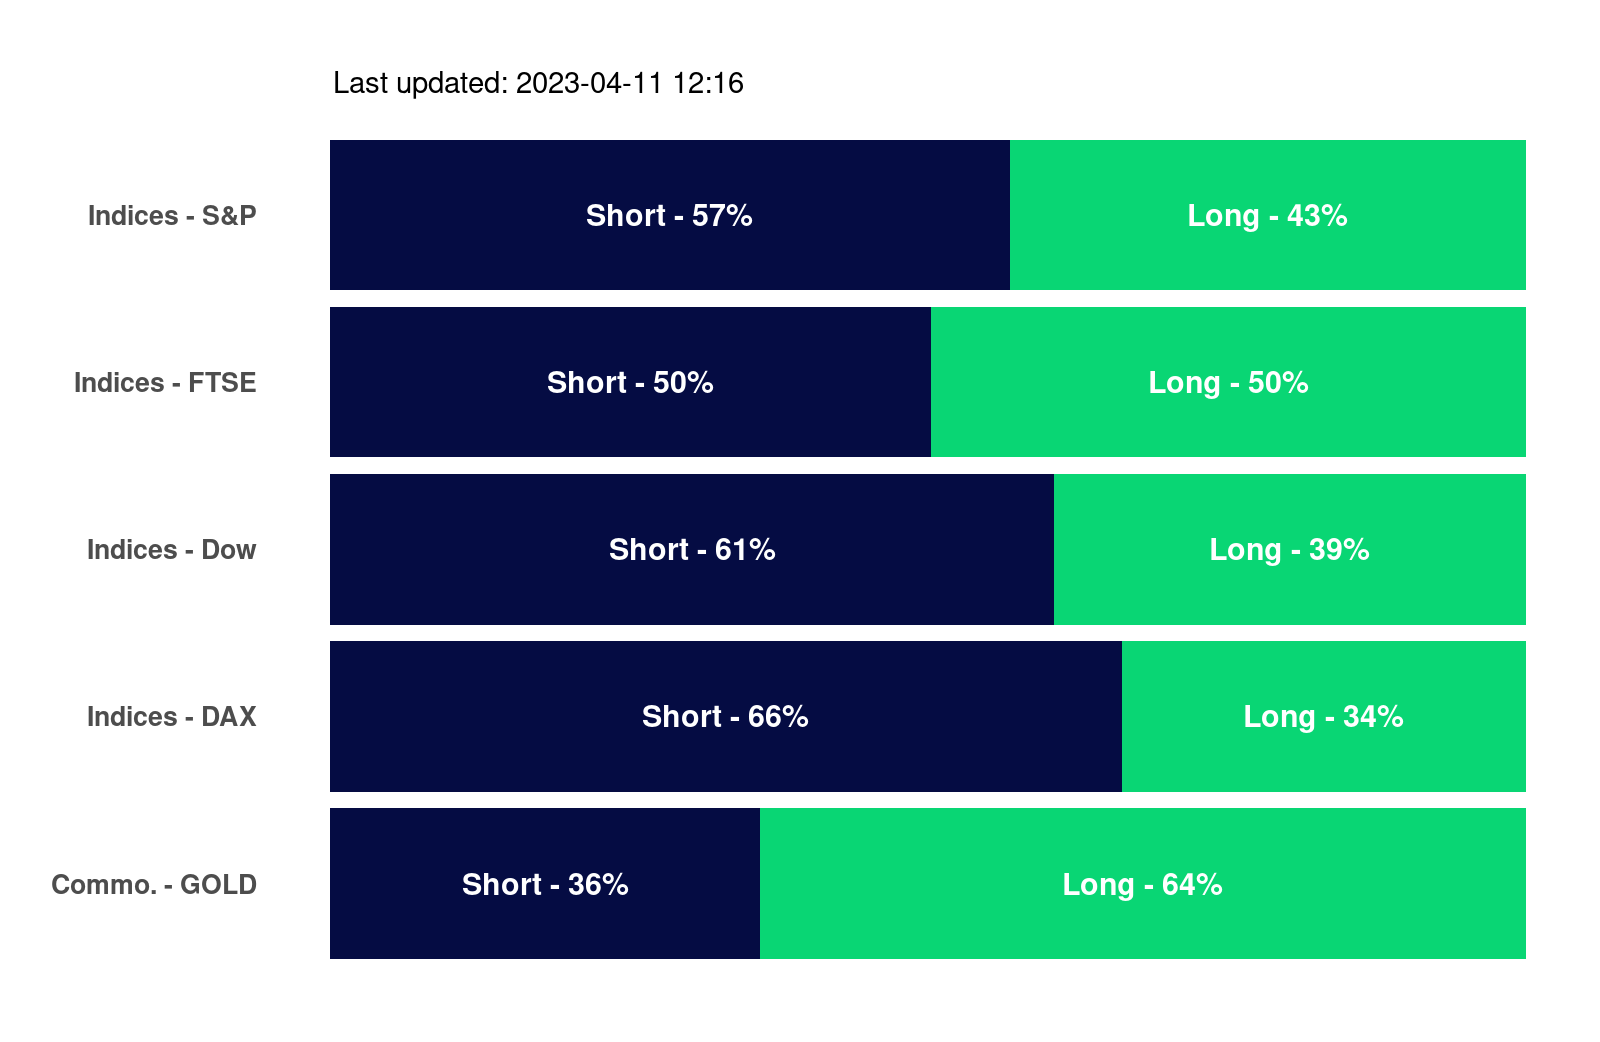 Last updated: 2023-04-11 12:16
Indices - S&P Short - 57% Long - 43%
Indices - FTSE Short - 50% Long - 50%
Indices - Dow Short - 61% Long - 39%
Indices - DAX Short - 66% Long - 34%
Commo. - GOLD Short - 36% Long - 64%